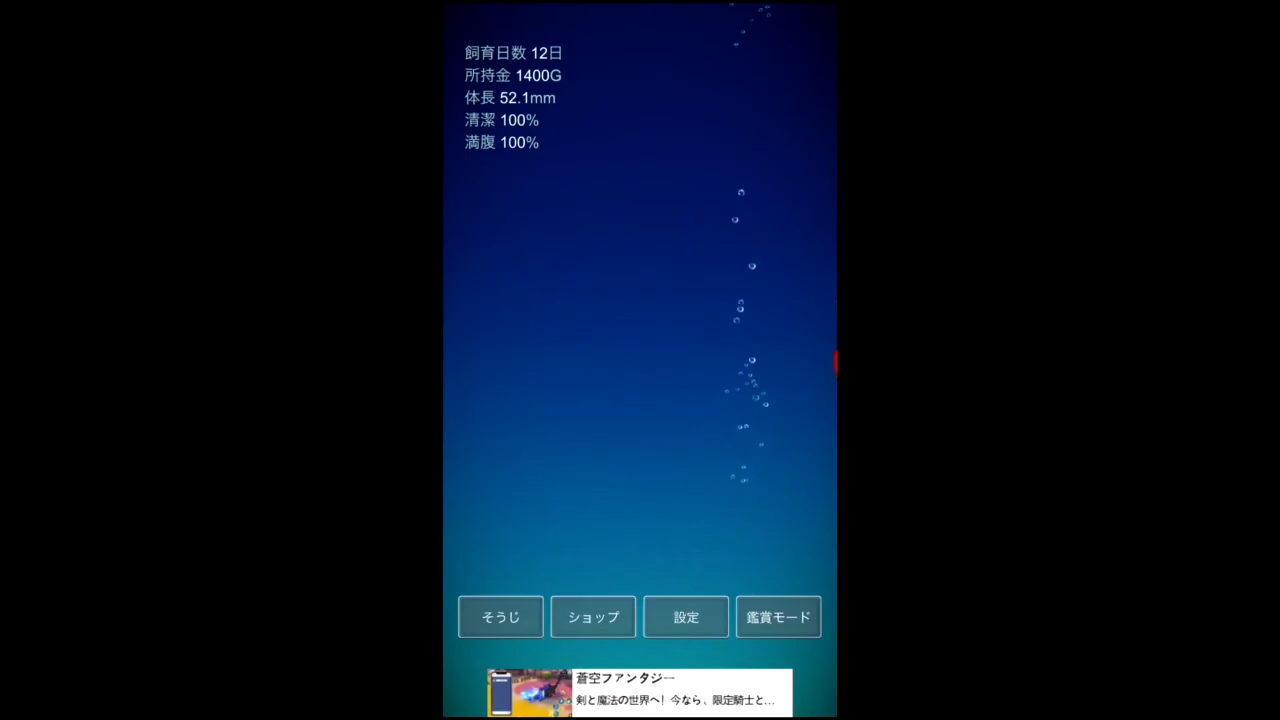 飼育日数 12日
所持金 1400G
体長 52.1mm
清潔 100%
満腹 100%
そうじ
ショップ
設定
鑑賞モード
蒼空ファンタジー
剣と魔法の世界へ！今なら、限定騎士と...